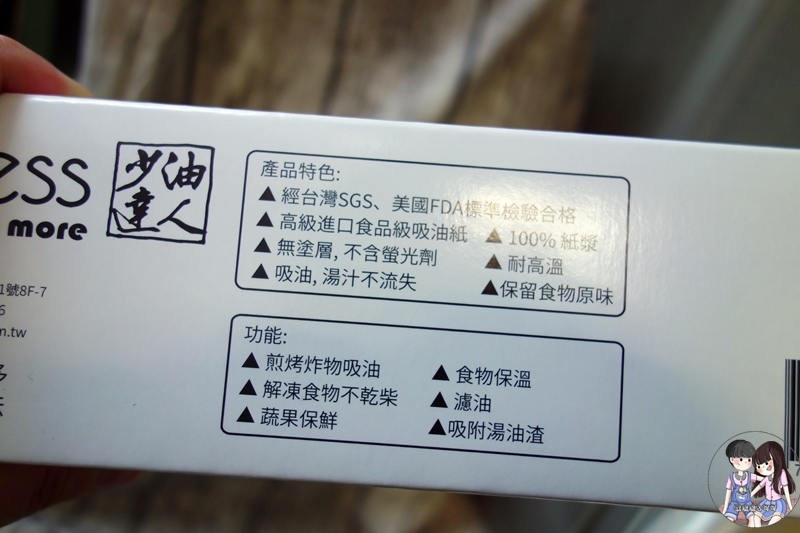 ess
more
少油
達人
1號8F-7
6
m.tw
產品特色:
▲ 經台灣SGS、美國FDA標準檢驗合格
▲ 高級進口食品級吸油紙 ▲ 100% 紙漿
▲ 無塗層, 不含螢光劑 ▲ 耐高溫
▲ 吸油, 湯汁不流失 ▲保留食物原味
功能:
▲ 煎烤炸物吸油 ▲ 食物保溫
▲ 解凍食物不乾柴 ▲ 濾油
▲ 蔬果保鮮 ▲吸附湯油渣
7